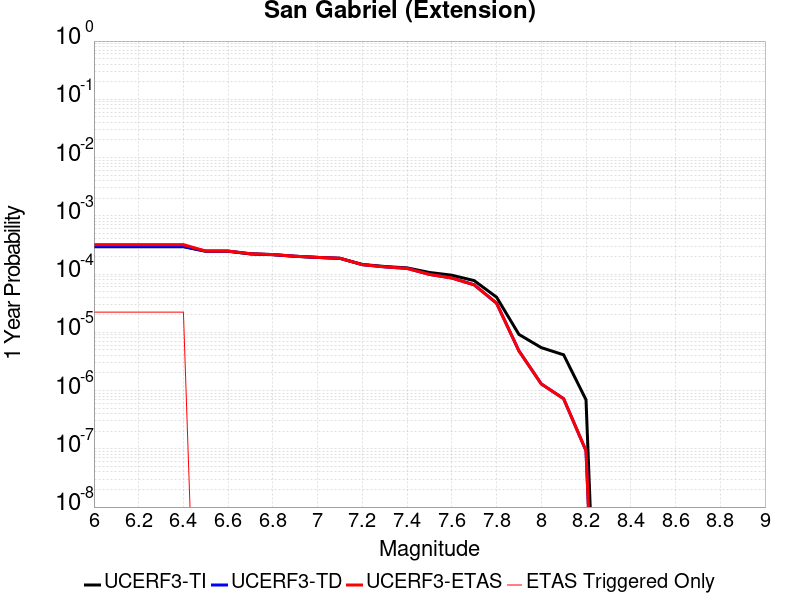 San Gabriel (Extension)
1 Year Probability
10^0
10^-1
10^-2
10^-3
10^-4
10^-5
10^-6
10^-7
10^-8
6 6.2 6.4 6.6 6.8 7 7.2 7.4 7.6 7.8 8 8.2 8.4 8.6 8.8 9
Magnitude
UCERF3-TI UCERF3-TD UCERF3-ETAS ETAS Triggered Only